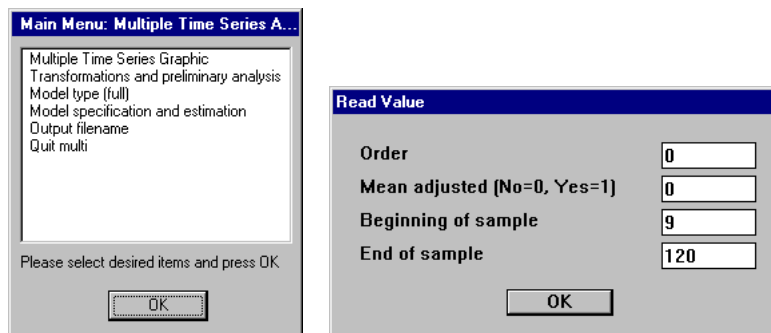 Main Menu: Multiple Time Series A...
Multiple Time Series Graphic
Transformations and preliminary analysis
Model type (full)
Model specification and estimation
Output filename
Quit multi
Please select desired items and press OK
OK
Read Value
Order 0
Mean adjusted (No=0, Yes=1) 0
Beginning of sample 9
End of sample 120
OK